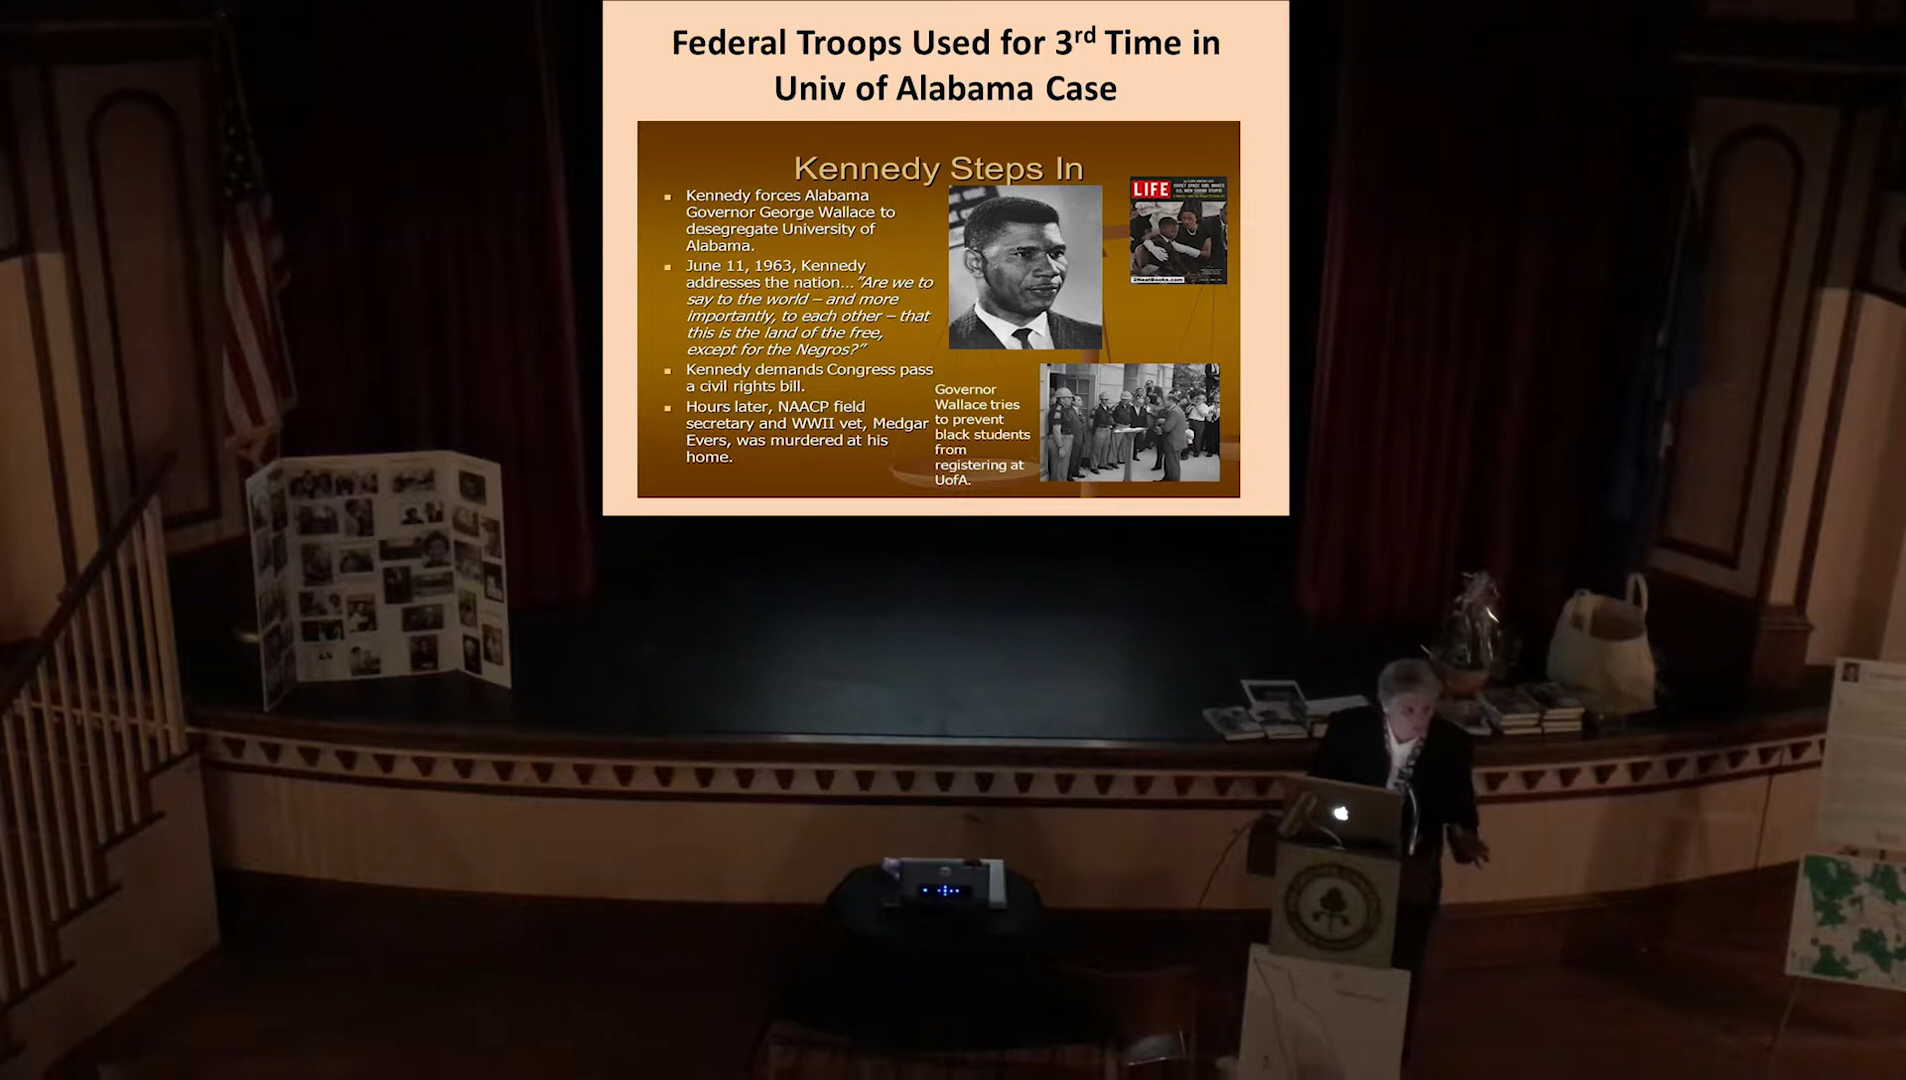 Federal Troops Used for 3rd Time in
Univ of Alabama Case
Kennedy Steps In
Kennedy forces Alabama
Governor George Wallace to
desegregate University of
Alabama.
June 11, 1963, Kennedy
addresses the nation…"Are we to
say to the world – and more
importantly, to each other – that
this is the land of the free,
except for the Negros?"
Kennedy demands Congress pass
a civil rights bill.
Hours later, NAACP field
secretary and WWII vet, Medgar
Evers, was murdered at his
home.
LIFE
2NeatBooks.com
Governor
Wallace tries
to prevent
black students
from
registering at
UofA.